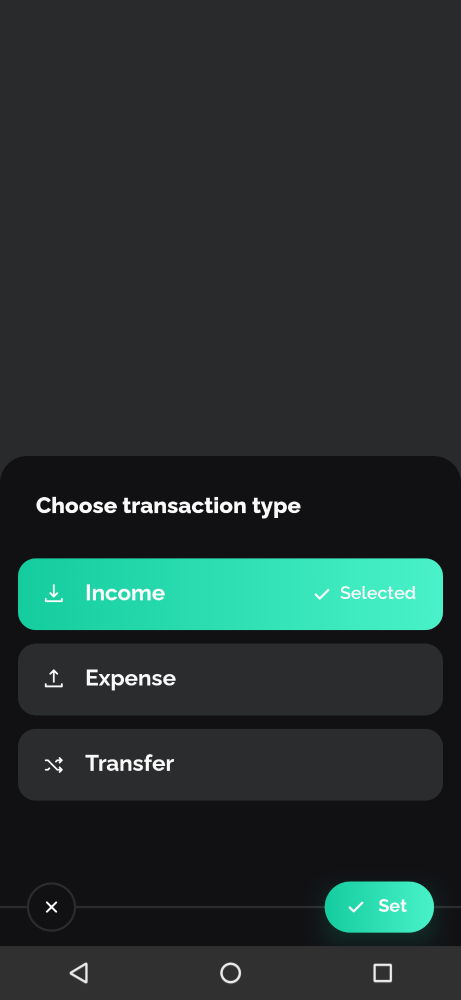 Choose transaction type
Income
Selected
Expense
Transfer
Set